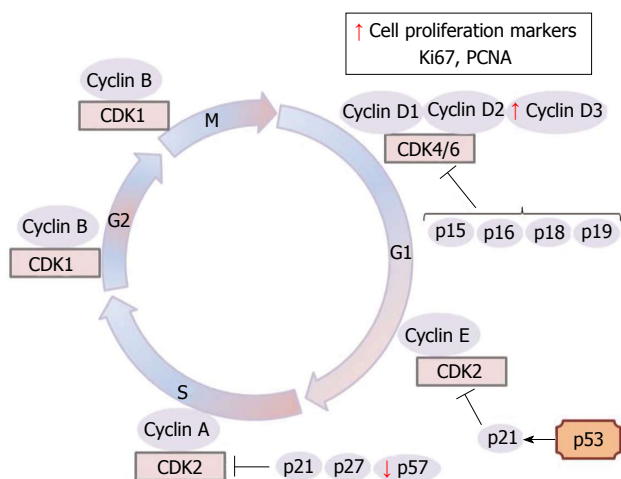 ↑ Cell proliferation markers
Ki67, PCNA
Cyclin B
CDK1
M
Cyclin D1 Cyclin D2 ↑ Cyclin D3
CDK4/6
p15 p16 p18 p19
G1
Cyclin B
CDK1
G2
Cyclin E
CDK2
p21 p53
S
Cyclin A
CDK2
p21 p27 ↓ p57